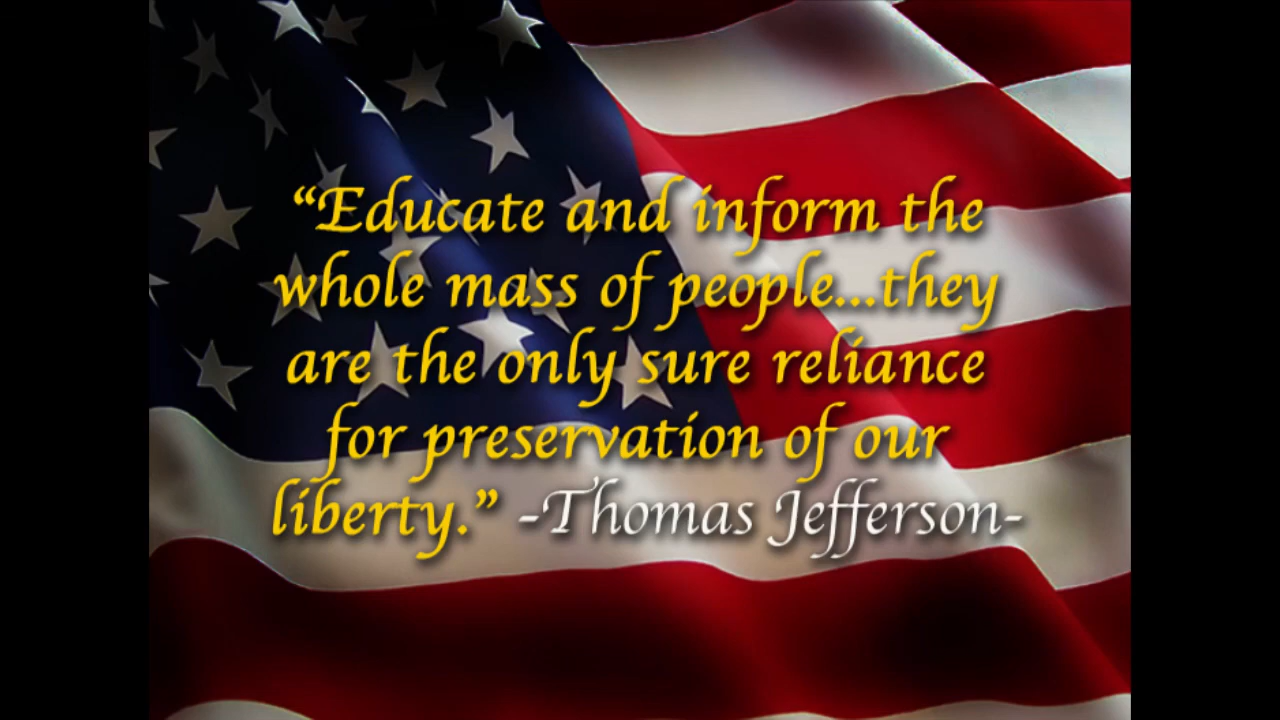 “Educate and inform the
whole mass of people...they
are the only sure reliance
for preservation of our
liberty.” -Thomas Jefferson-